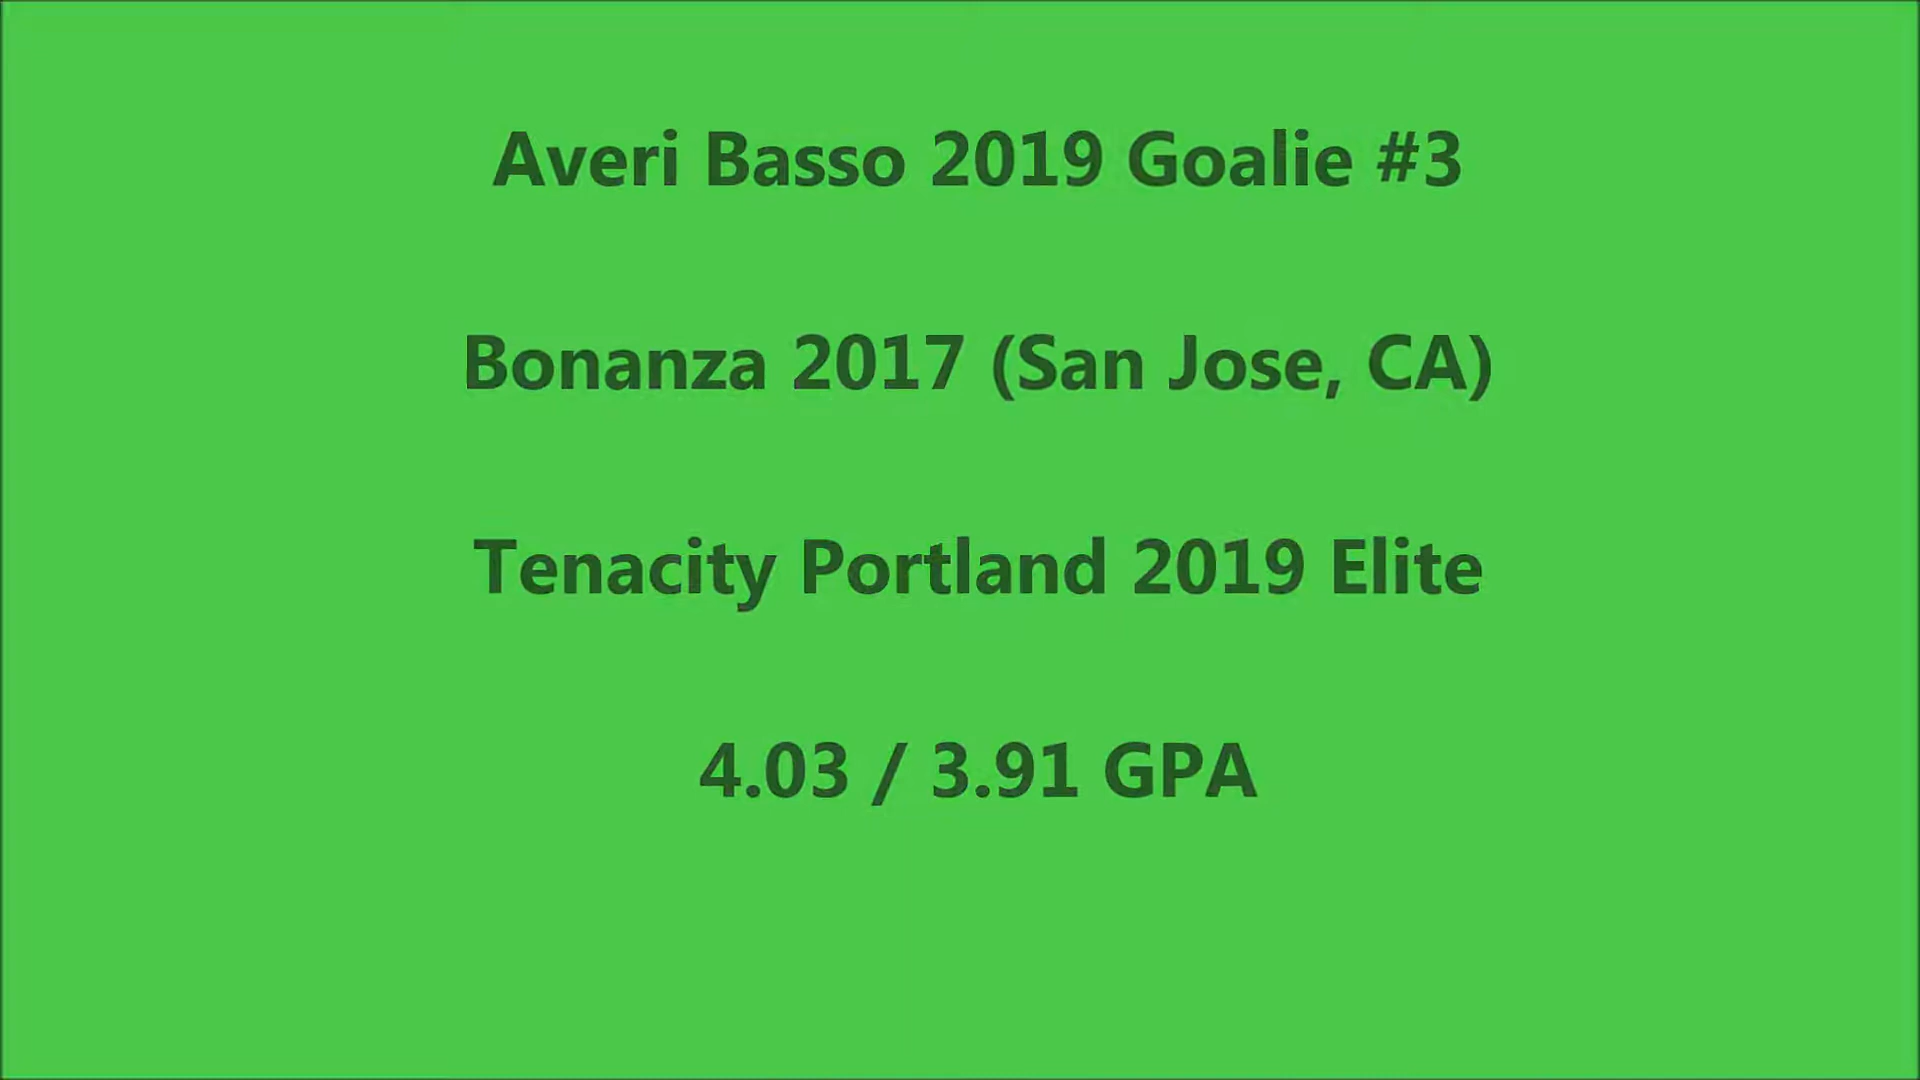 Averi Basso 2019 Goalie #3
Bonanza 2017 (San Jose, CA)
Tenacity Portland 2019 Elite
4.03 / 3.91 GPA